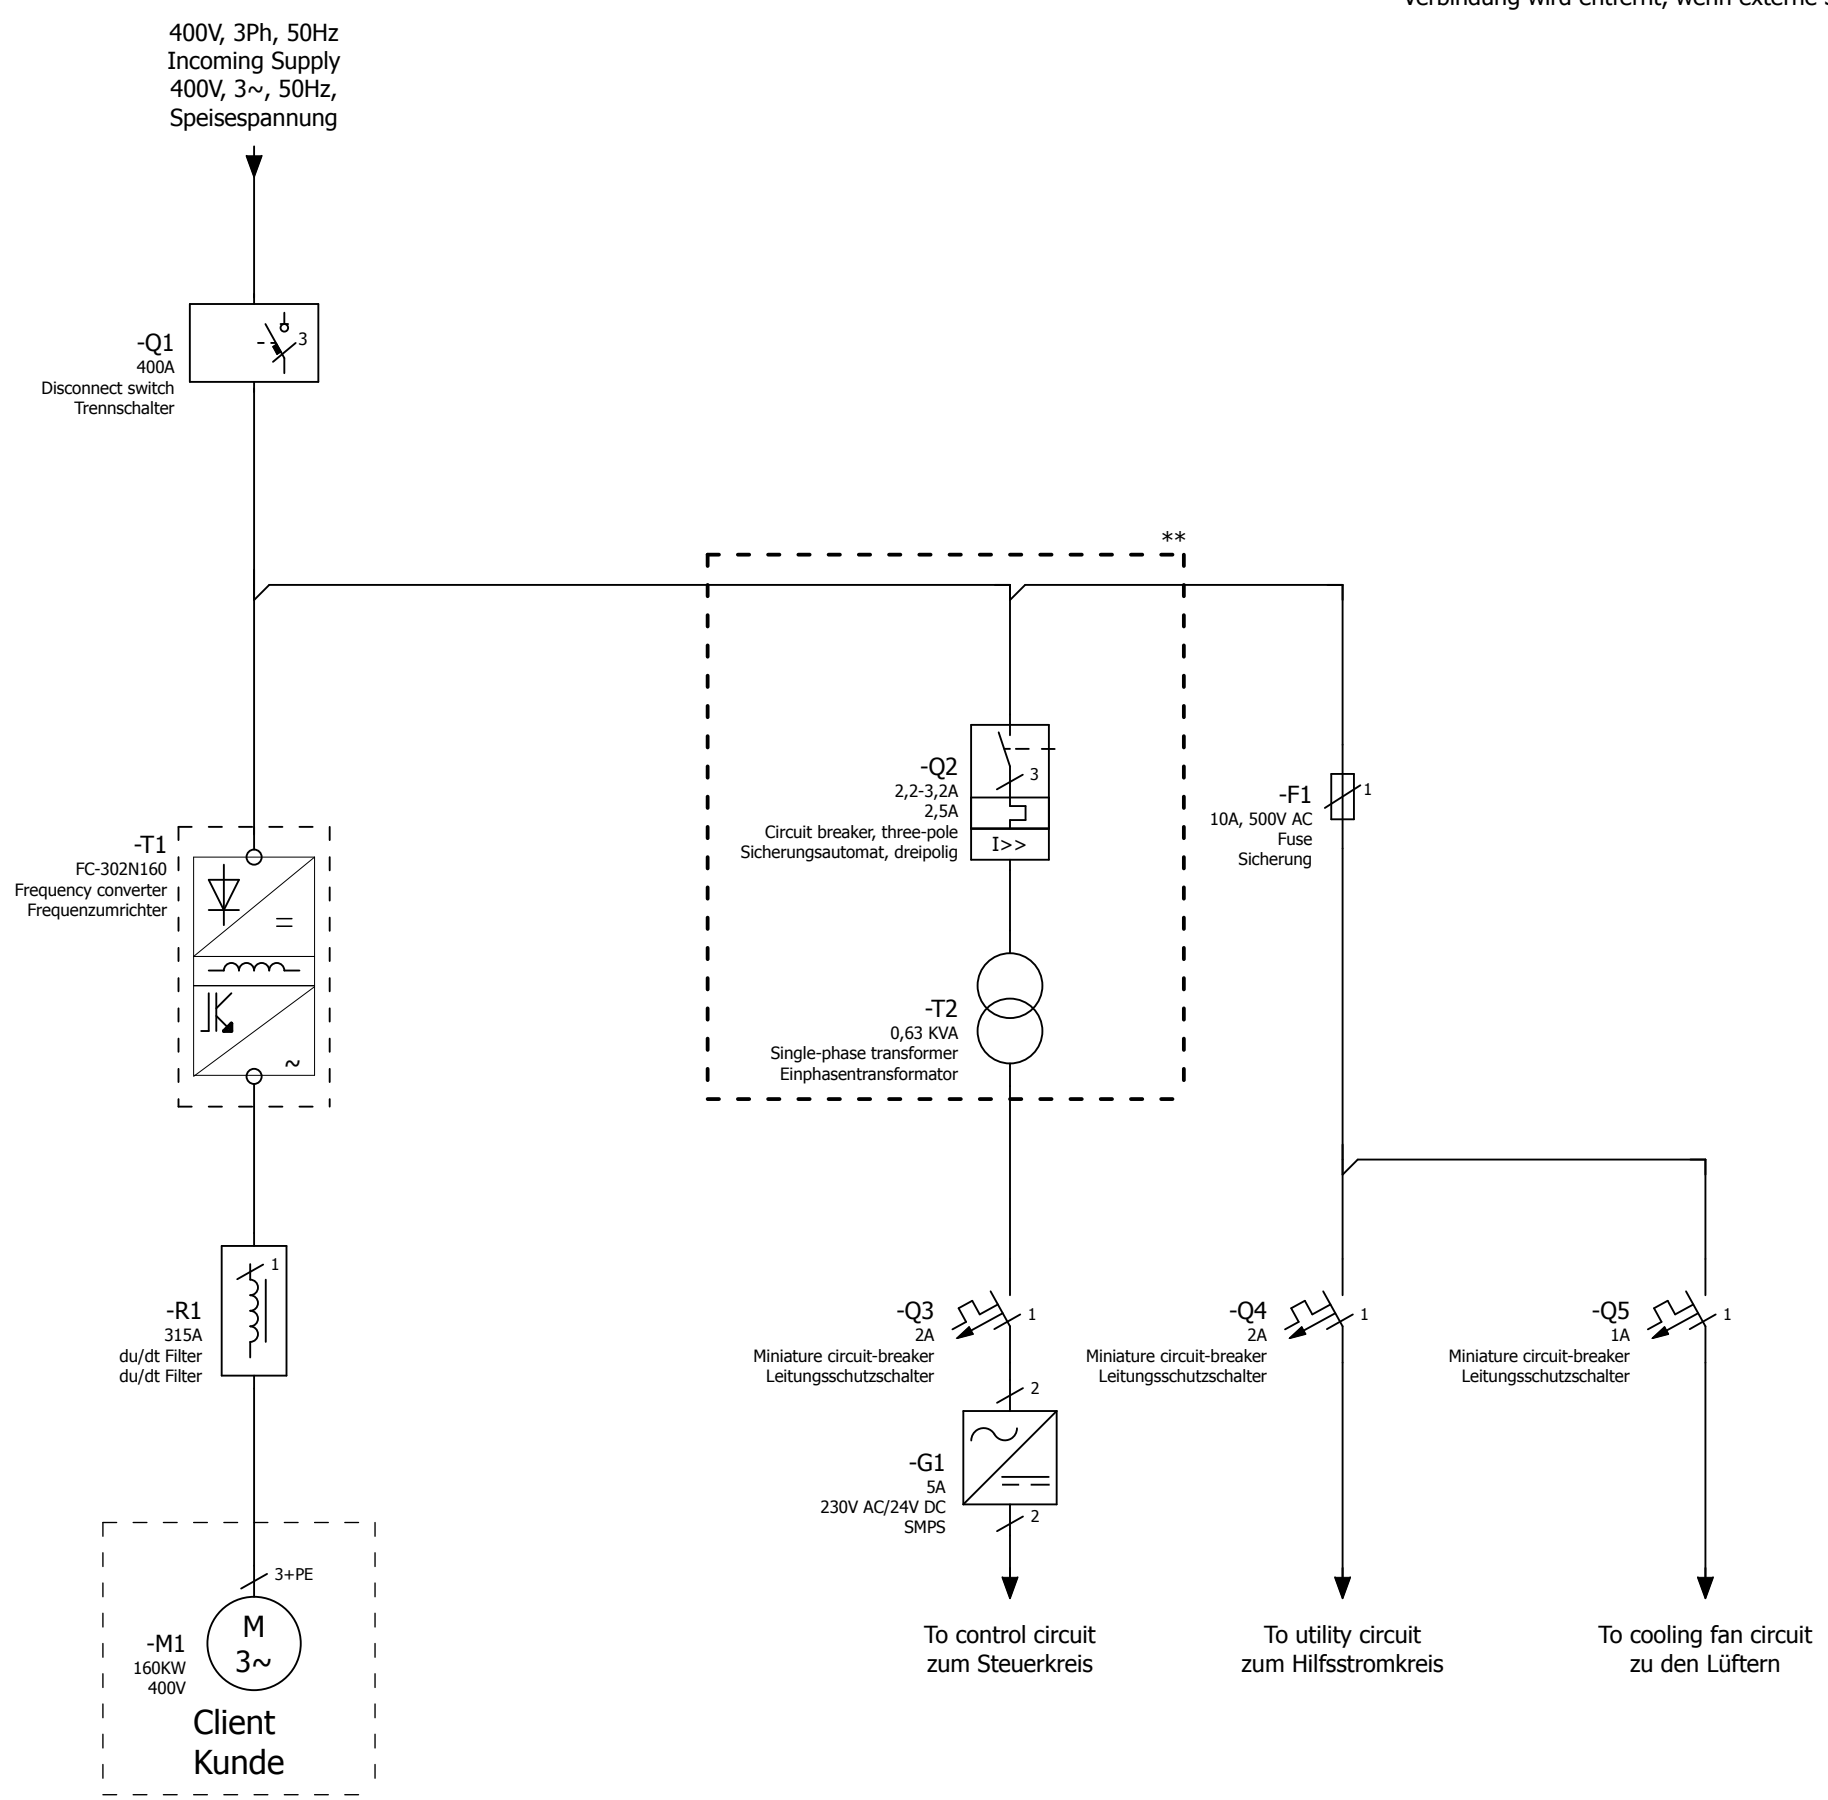 Verbindung wird entfernt, wenn externe
400V, 3Ph, 50Hz
Incoming Supply
400V, 3~, 50Hz,
Speisespannung
-Q1
400A
Disconnect switch
Trennschalter
3
**
-Q2
2,2-3,2A
2,5A
Circuit breaker, three-pole
Sicherungsautomat, dreipolig
3
I>>
-F1
10A, 500V AC
Fuse
Sicherung
1
-T1
FC-302N160
Frequency converter
Frequenzumrichter
=
~
-T2
0,63 KVA
Single-phase transformer
Einphasentransformator
-R1
315A
du/dt Filter
du/dt Filter
1
-Q3
2A
Miniature circuit-breaker
Leitungsschutzschalter
1
2
-Q4
2A
Miniature circuit-breaker
Leitungsschutzschalter
1
-Q5
1A
Miniature circuit-breaker
Leitungsschutzschalter
1
-G1
5A
230V AC/24V DC
SMPS
2
3+PE
-M1
160KW
400V
M
3~
Client
Kunde
To control circuit
zum Steuerkreis
To utility circuit
zum Hilfsstromkreis
To cooling fan circuit
zu den Lüftern